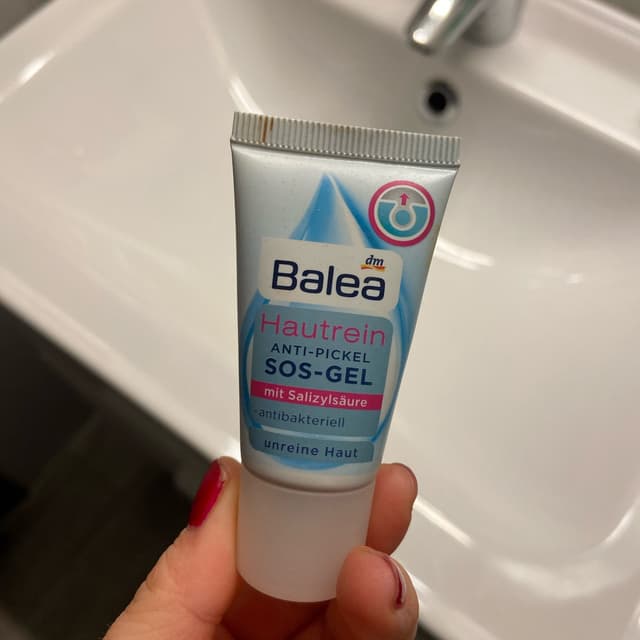 dm
Balea
Hautrein
ANTI-PICKEL
SOS-GEL
mit Salizylsäure
-antibakteriell
unreine Haut